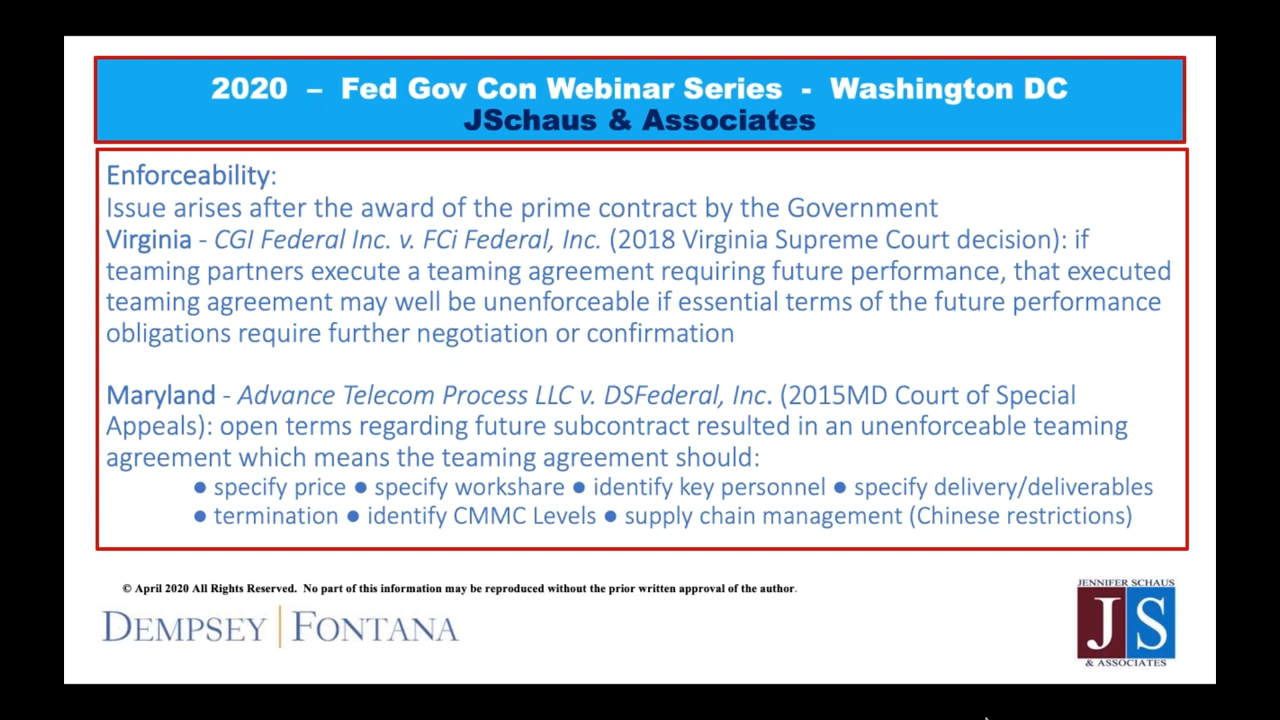 2020 – Fed Gov Con Webinar Series - Washington DC
JSchaus & Associates
Enforceability:
Issue arises after the award of the prime contract by the Government
Virginia - CGI Federal Inc. v. FCi Federal, Inc. (2018 Virginia Supreme Court decision): if
teaming partners execute a teaming agreement requiring future performance, that executed
teaming agreement may well be unenforceable if essential terms of the future performance
obligations require further negotiation or confirmation
Maryland - Advance Telecom Process LLC v. DSFederal, Inc. (2015MD Court of Special
Appeals): open terms regarding future subcontract resulted in an unenforceable teaming
agreement which means the teaming agreement should:
● specify price ● specify workshare ● identify key personnel ● specify delivery/deliverables
● termination ● identify CMMC Levels ● supply chain management (Chinese restrictions)
© April 2020 All Rights Reserved. No part of this information may be reproduced without the prior written approval of the author.
DEMPSEY | FONTANA
JENNIFER SCHAUS
JS
& ASSOCIATES